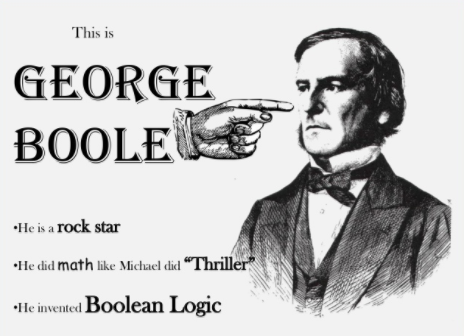 This is
GEORGE
BOOLE
•He is a rock star
•He did math like Michael did “Thriller”
•He invented Boolean Logic